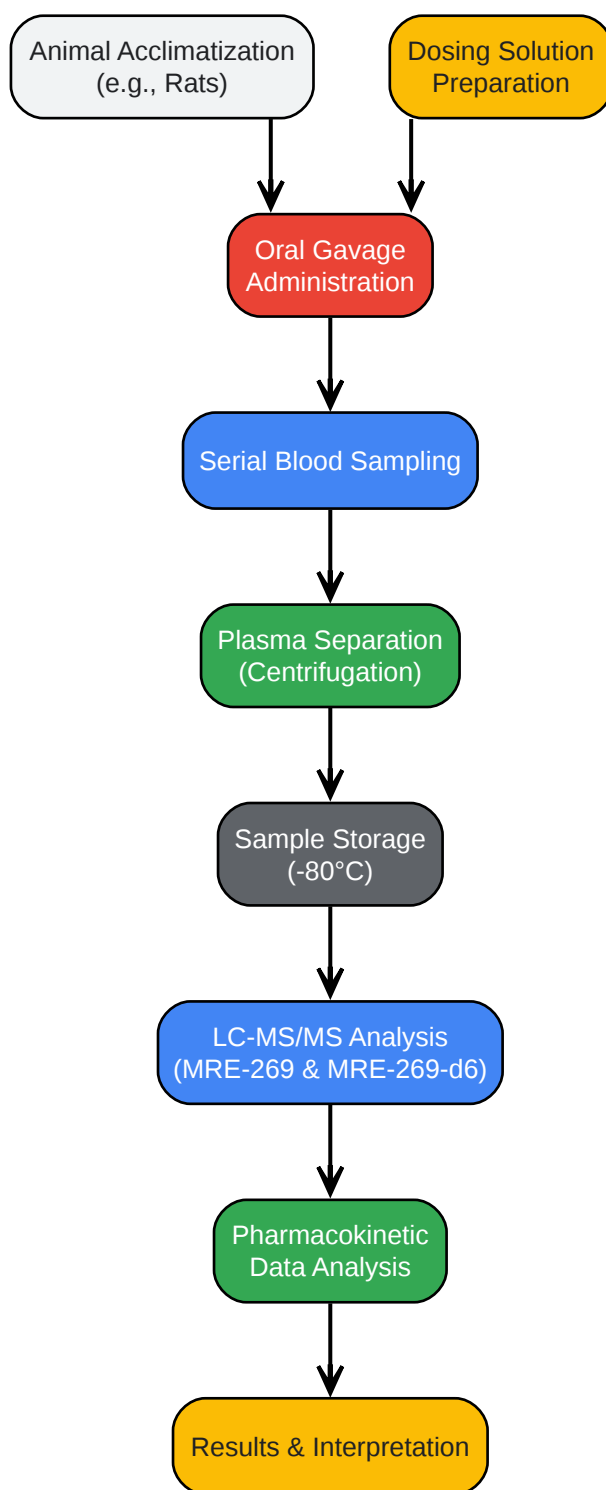 Animal Acclimatization
(e.g., Rats)
Dosing Solution
Preparation
Oral Gavage
Administration
Serial Blood Sampling
Plasma Separation
(Centrifugation)
Sample Storage
(-80°C)
LC-MS/MS Analysis
(MRE-269 & MRE-269-d6)
Pharmacokinetic
Data Analysis
Results & Interpretation